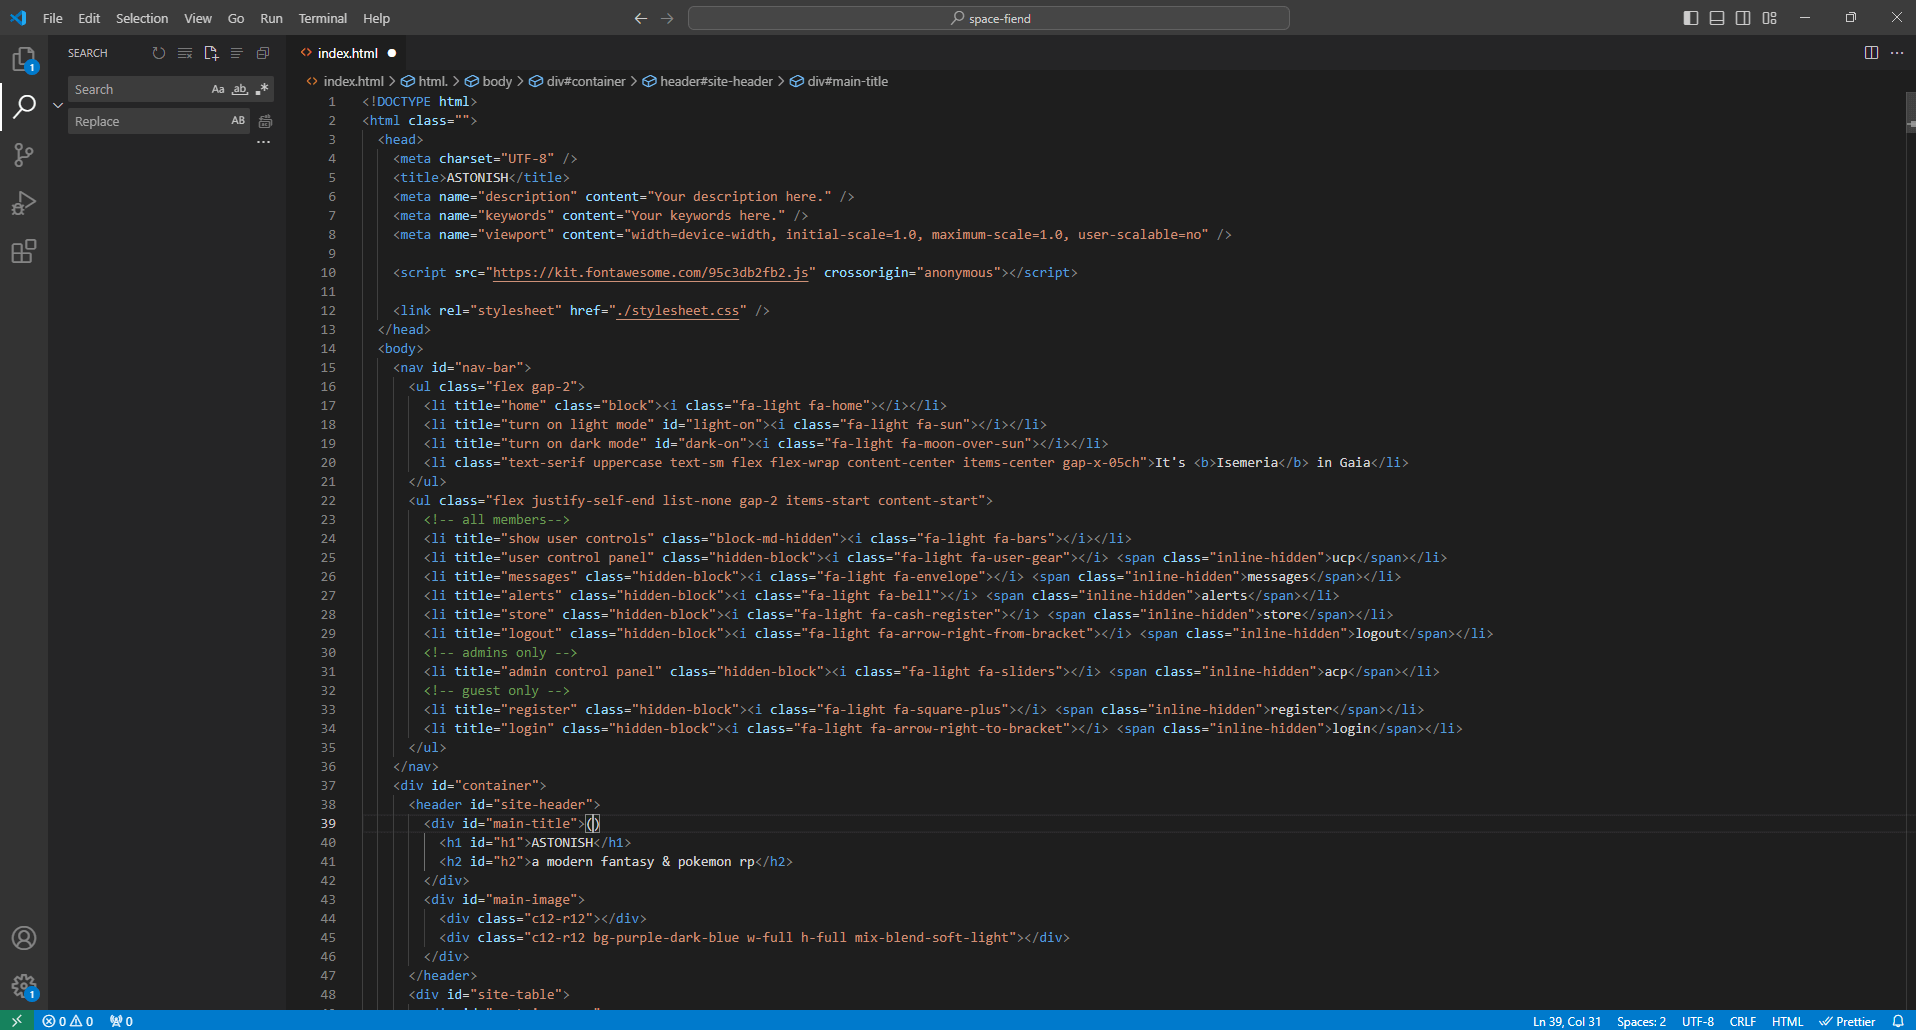 File Edit Selection View Go Run Terminal Help
space-fiend
SEARCH
Search Aa ab
Replace AB
index.html
index.html > html. > body > div#container > header#site-header > div#main-title
1 <!DOCTYPE html>
2 <html class="">
3 <head>
4 <meta charset="UTF-8" />
5 <title>ASTONISH</title>
6 <meta name="description" content="Your description here." />
7 <meta name="keywords" content="Your keywords here." />
8 <meta name="viewport" content="width=device-width, initial-scale=1.0, maximum-scale=1.0, user-scalable=no" />
9
10 <script src="https://kit.fontawesome.com/95c3db2fb2.js" crossorigin="anonymous"></script>
11
12 <link rel="stylesheet" href="./stylesheet.css" />
13 </head>
14 <body>
15 <nav id="nav-bar">
16 <ul class="flex gap-2">
17 <li title="home" class="block"><i class="fa-light fa-home"></i></li>
18 <li title="turn on light mode" id="light-on"><i class="fa-light fa-sun"></i></li>
19 <li title="turn on dark mode" id="dark-on"><i class="fa-light fa-moon-over-sun"></i></li>
20 <li class="text-serif uppercase text-sm flex flex-wrap content-center items-center gap-x-05ch">It's <b>Isemeria</b> in Gaia</li>
21 </ul>
22 <ul class="flex justify-self-end list-none gap-2 items-start content-start">
23 <!-- all members-->
24 <li title="show user controls" class="block-md-hidden"><i class="fa-light fa-bars"></i></li>
25 <li title="user control panel" class="hidden-block"><i class="fa-light fa-user-gear"></i> <span class="inline-hidden">ucp</span></li>
26 <li title="messages" class="hidden-block"><i class="fa-light fa-envelope"></i> <span class="inline-hidden">messages</span></li>
27 <li title="alerts" class="hidden-block"><i class="fa-light fa-bell"></i> <span class="inline-hidden">alerts</span></li>
28 <li title="store" class="hidden-block"><i class="fa-light fa-cash-register"></i> <span class="inline-hidden">store</span></li>
29 <li title="logout" class="hidden-block"><i class="fa-light fa-arrow-right-from-bracket"></i> <span class="inline-hidden">logout</span></li>
30 <!-- admins only -->
31 <li title="admin control panel" class="hidden-block"><i class="fa-light fa-sliders"></i> <span class="inline-hidden">acp</span></li>
32 <!-- guest only -->
33 <li title="register" class="hidden-block"><i class="fa-light fa-square-plus"></i> <span class="inline-hidden">register</span></li>
34 <li title="login" class="hidden-block"><i class="fa-light fa-arrow-right-to-bracket"></i> <span class="inline-hidden">login</span></li>
35 </ul>
36 </nav>
37 <div id="container">
38 <header id="site-header">
39 <div id="main-title">()
40 <h1 id="h1">ASTONISH</h1>
41 <h2 id="h2">a modern fantasy & pokemon rp</h2>
42 </div>
43 <div id="main-image">
44 <div class="c12-r12"></div>
45 <div class="c12-r12 bg-purple-dark-blue w-full h-full mix-blend-soft-light"></div>
46 </div>
47 </header>
48 <div id="site-table">
0 0 0 Ln 39, Col 31 Spaces: 2 UTF-8 CRLF HTML Prettier